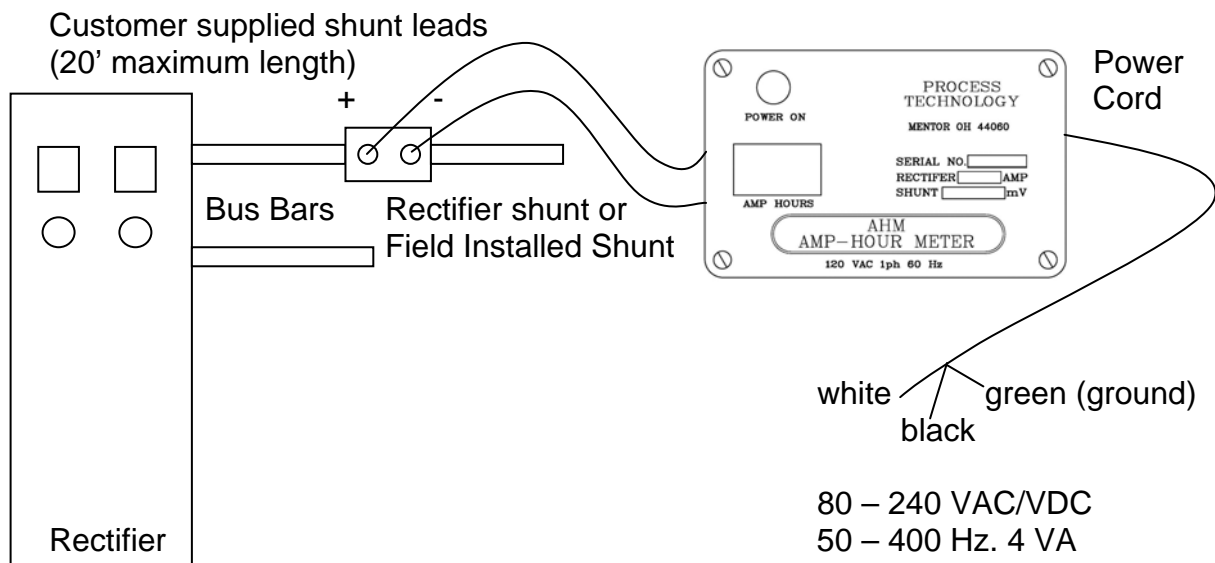 Customer supplied shunt leads
(20’ maximum length)
+ -
Power
Cord
POWER ON
PROCESS
TECHNOLOGY
MENTOR OH 44060
SERIAL NO.
RECTIFER AMP
SHUNT mV
AMP HOURS
AHM
AMP-HOUR METER
120 VAC 1ph 60 Hz
Bus Bars
Rectifier shunt or
Field Installed Shunt
white
green (ground)
black
80 – 240 VAC/VDC
50 – 400 Hz. 4 VA
Rectifier